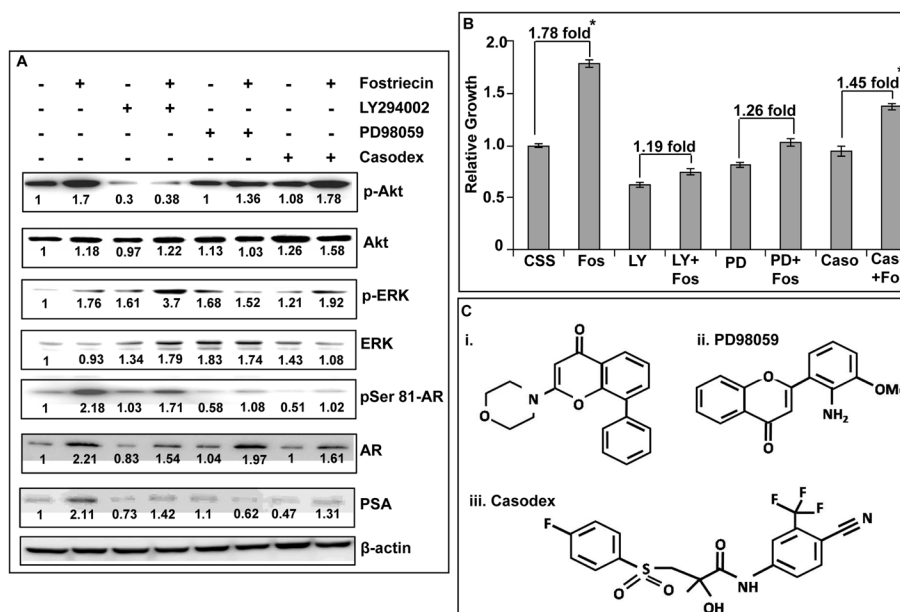 A
- + - + - + - + Fostriecin
- - + + - - - - LY294002
- - - - + + - - PD98059
- - - - - - + + Casodex
p-Akt
1 1.7 0.3 0.38 1 1.36 1.08 1.78
Akt
1 1.18 0.97 1.22 1.13 1.03 1.26 1.58
p-ERK
1 1.76 1.61 3.7 1.68 1.52 1.21 1.92
ERK
1 0.93 1.34 1.79 1.83 1.74 1.43 1.08
pSer 81-AR
1 2.18 1.03 1.71 0.58 1.08 0.51 1.02
AR
1 2.21 0.83 1.54 1.04 1.97 1 1.61
PSA
1 2.11 0.73 1.42 1.1 0.62 0.47 1.31
β-actin
B
Relative Growth
2.0
1.5
1.0
0.5
0
1.78 fold*
1.19 fold
1.26 fold
1.45 fold*
CSS Fos LY LY+ Fos PD PD+ Fos Caso Caso +Fos
C
i.
O
N
O
O
ii. PD98059
O
OMe
NH2
O
iii. Casodex
F
F
F
F
N
O
S
O O
NH
OH